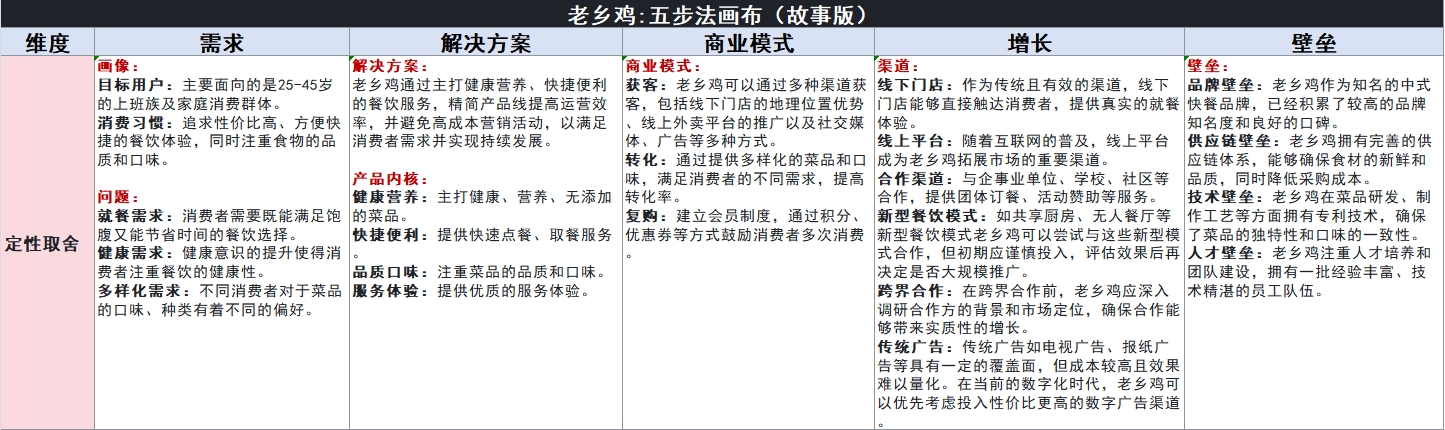 老乡鸡:五步法画布（故事版）
维度
需求
解决方案
商业模式
增长
壁垒
定性取舍
画像：
目标用户：主要面向的是25-45岁
的上班族及家庭消费群体。
消费习惯：追求性价比高、方便快
捷的餐饮体验，同时注重食物的品
质和口味。
问题：
就餐需求：消费者需要既能满足饱
腹又能节省时间的餐饮选择。
健康需求：健康意识的提升使得消
费者注重餐饮的健康性。
多样化需求：不同消费者对于菜品
的口味、种类有着不同的偏好。
解决方案：
老乡鸡通过主打健康营养、快捷便利
的餐饮服务，精简产品线提高运营效
率，并避免高成本营销活动，以满足
消费者需求并实现持续发展。
产品内核：
健康营养：主打健康、营养、无添加
的菜品。
快捷便利：提供快速点餐、取餐服务
。
品质口味：注重菜品的品质和口味。
服务体验：提供优质的服务体验。
商业模式：
获客：老乡鸡可以通过多种渠道获
客，包括线下门店的地理位置优势
、线上外卖平台的推广以及社交媒
体、广告等多种方式。
转化：通过提供多样化的菜品和口
味，满足消费者的不同需求，提高
转化率。
复购：建立会员制度，通过积分、
优惠券等方式鼓励消费者多次消费
。
渠道：
线下门店：作为传统且有效的渠道，线下
门店能够直接触达消费者，提供真实的就餐
体验。
线上平台：随着互联网的普及，线上平台
成为老乡鸡拓展市场的重要渠道。
合作渠道：与企事业单位、学校、社区等
合作，提供团体订餐、活动赞助等服务。
新型餐饮模式：如共享厨房、无人餐厅等
新型餐饮模式老乡鸡可以尝试与这些新型模
式合作，但初期应谨慎投入，评估效果后再
决定是否大规模推广。
跨界合作：在跨界合作前，老乡鸡应深入
调研合作方的背景和市场定位，确保合作能
够带来实质性的增长。
传统广告：传统广告如电视广告、报纸广
告等具有一定的覆盖面，但成本较高且效果
难以量化。在当前的数字化时代，老乡鸡可
以优先考虑投入性价比更高的数字广告渠道
。
壁垒：
品牌壁垒：老乡鸡作为知名的中式
快餐品牌，已经积累了较高的品牌
知名度和良好的口碑。
供应链壁垒：老乡鸡拥有完善的供
应链体系，能够确保食材的新鲜和
品质，同时降低采购成本。
技术壁垒：老乡鸡在菜品研发、制
作工艺等方面拥有专利技术，确保
了菜品的独特性和口味的一致性。
人才壁垒：老乡鸡注重人才培养和
团队建设，拥有一批经验丰富、技
术精湛的员工队伍。